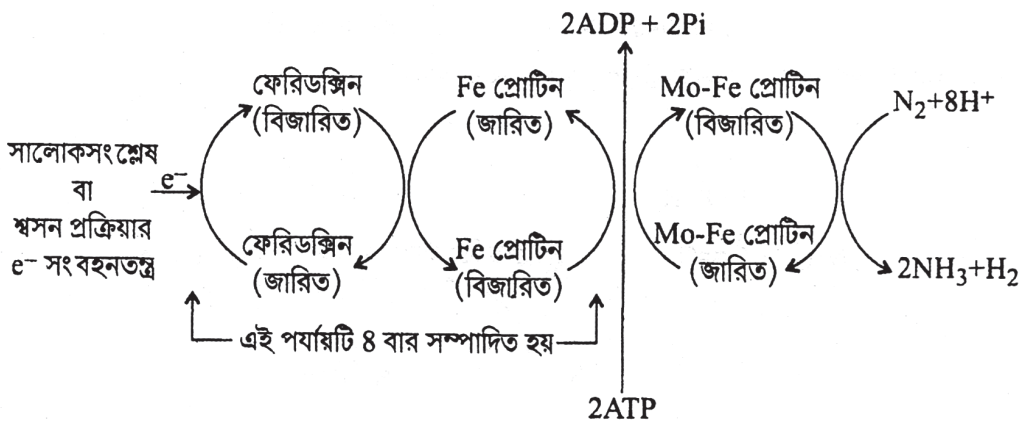 2ADP + 2Pi
ফেরিডক্সিন
(বিজারিত)
Fe প্রোটিন
(জারিত)
Mo-Fe প্রোটিন
(বিজারিত)
N₂+8H⁺
সালোকসংশ্লেষ
বা
শ্বসন প্রক্রিয়ার
e⁻ সংবহনতন্ত্র
e⁻
ফেরিডক্সিন
(জারিত)
Fe প্রোটিন
(বিজারিত)
Mo-Fe প্রোটিন
(জারিত)
2NH₃+H₂
এই পর্যায়টি 8 বার সম্পাদিত হয়
2ATP